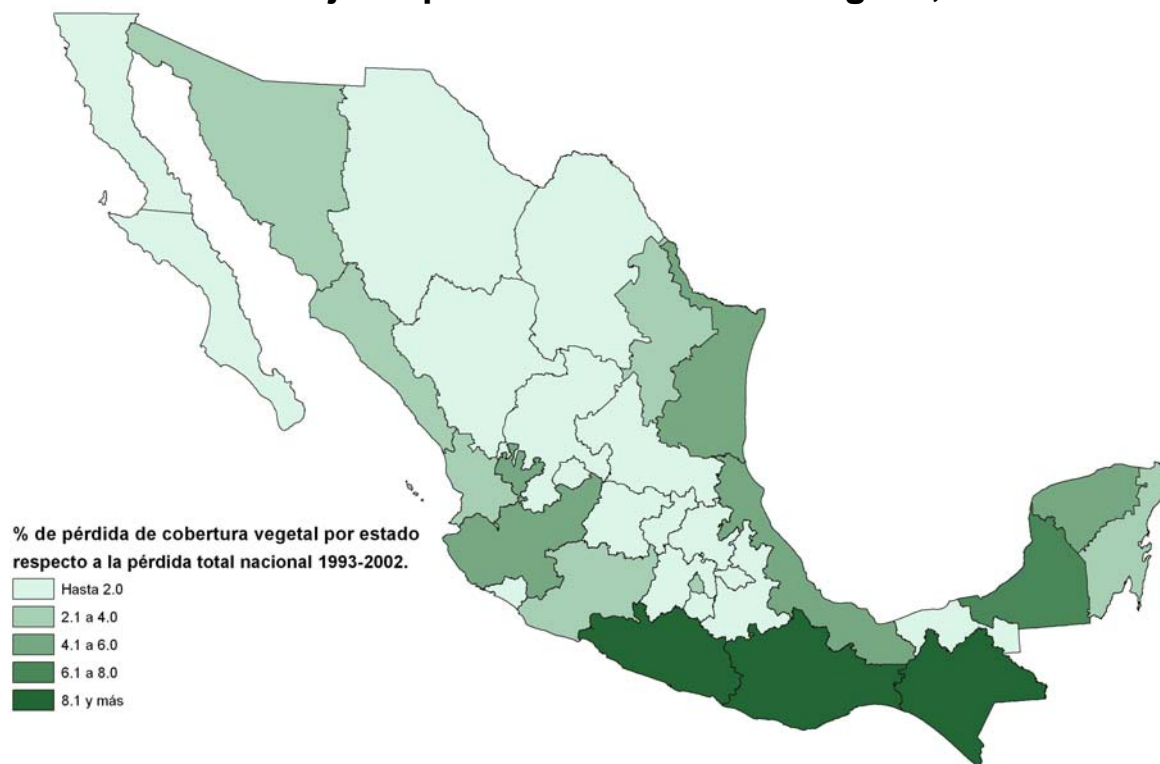 % de pérdida de cobertura vegetal por estado
respecto a la pérdida total nacional 1993-2002.
Hasta 2.0
2.1 a 4.0
4.1 a 6.0
6.1 a 8.0
8.1 y más